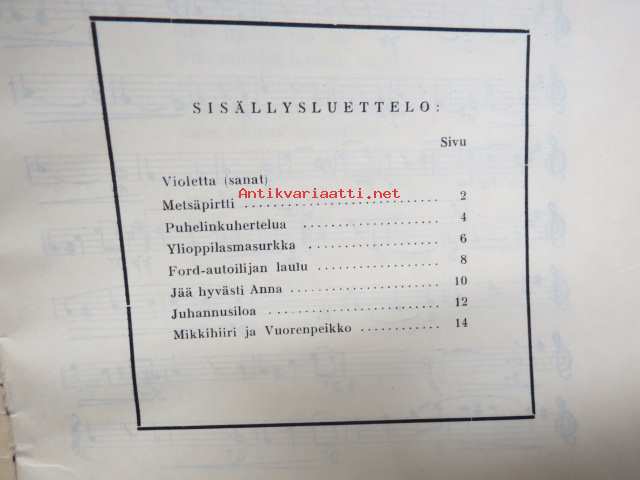 SISÄLLYSLUETTELO:
Sivu
Violetta (sanat)
Antikvariaatti.net
Metsäpirtti ............................ 2
Puhelinkuhertelua .................... 4
Ylioppilasmasurkka ................... 6
Ford-autoilijan laulu .................. 8
Jää hyvästi Anna ...................... 10
Juhannusiloa .......................... 12
Mikkihiiri ja Vuorenpeikko ............ 14